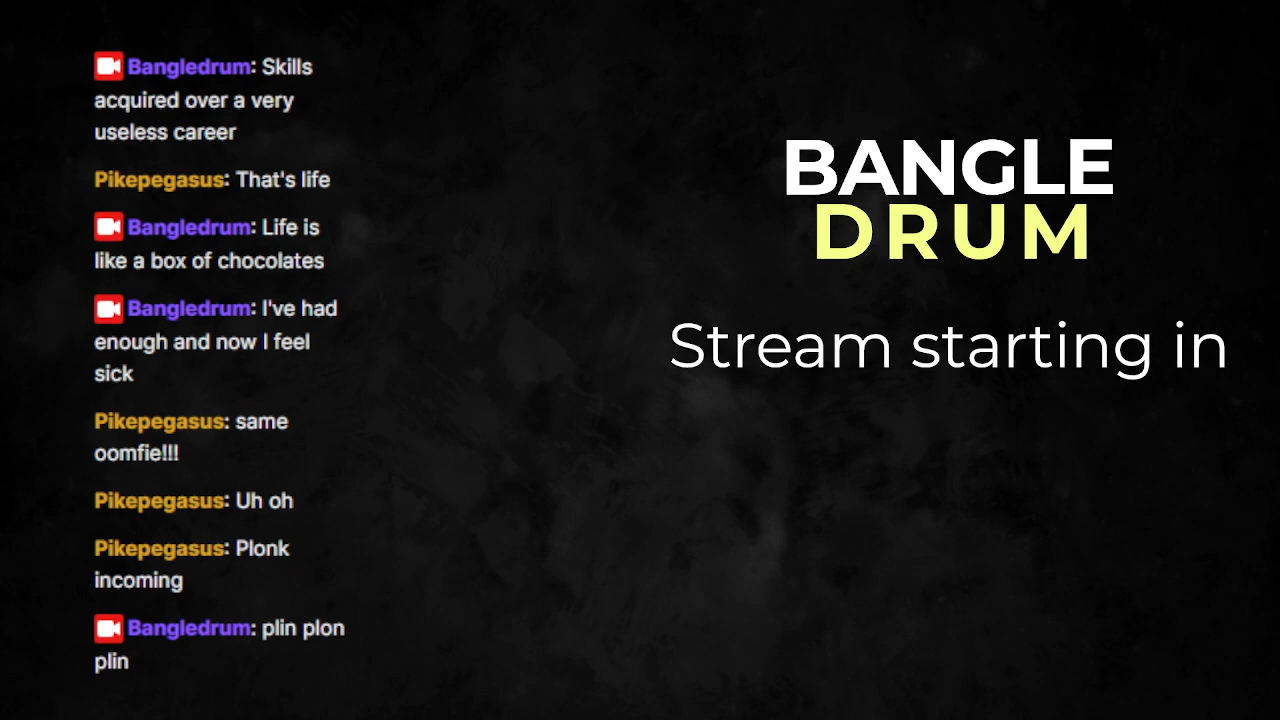 Bangledrum: Skills
acquired over a very
useless career
Pikepegasus: That's life
Bangledrum: Life is
like a box of chocolates
Bangledrum: I've had
enough and now I feel
sick
Pikepegasus: same
oomfie!!!
Pikepegasus: Uh oh
Pikepegasus: Plonk
incoming
Bangledrum: plin plon
plin
BANGLE
DRUM
Stream starting in